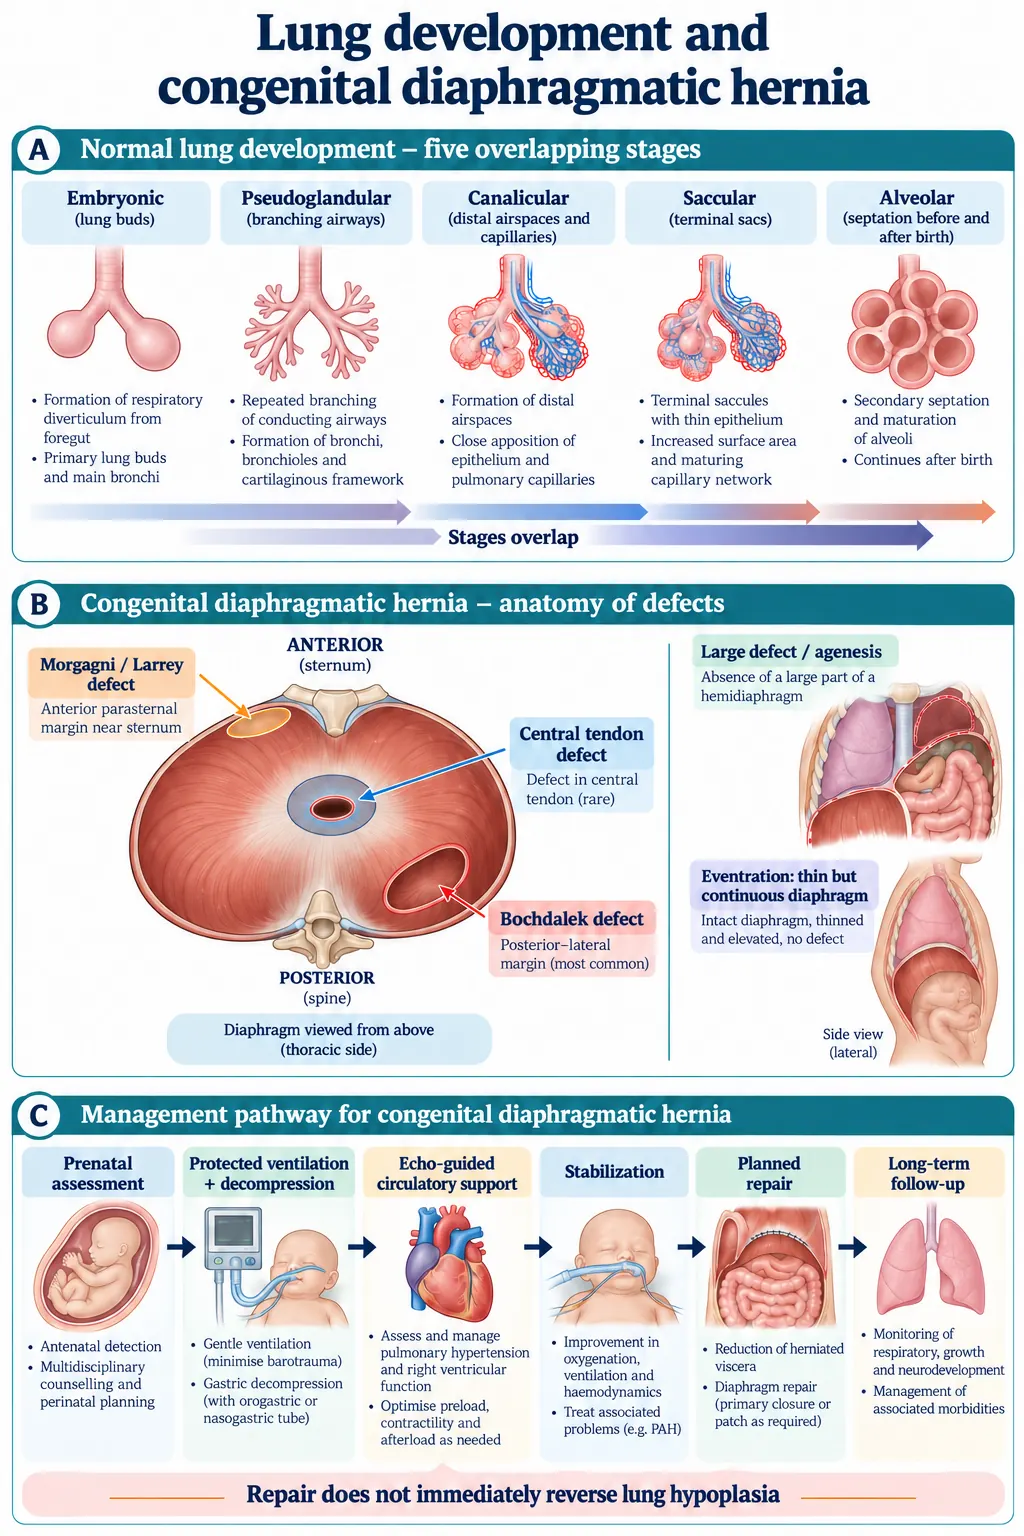 Lung development and
congenital diaphragmatic hernia
A
Normal lung development – five overlapping stages
Embryonic
(lung buds)
• Formation of respiratory
diverticulum from
foregut
• Primary lung buds
and main bronchi
Pseudoglandular
(branching airways)
• Repeated branching
of conducting airways
• Formation of bronchi,
bronchioles and
cartilaginous framework
Canalicular
(distal airspaces and
capillaries)
• Formation of distal
airspaces
• Close apposition of
epithelium and
pulmonary capillaries
Saccular
(terminal sacs)
• Terminal saccules
with thin epithelium
• Increased surface area
and maturing
capillary network
Alveolar
(septation before and
after birth)
• Secondary septation
and maturation
of alveoli
• Continues after birth
Stages overlap
B
Congenital diaphragmatic hernia – anatomy of defects
ANTERIOR
(sternum)
Morgagni / Larrey
defect
Anterior parasternal
margin near sternum
Central tendon
defect
Defect in central
tendon (rare)
Bochdalek defect
Posterior–lateral
margin (most common)
POSTERIOR
(spine)
Diaphragm viewed from above
(thoracic side)
Large defect / agenesis
Absence of a large part of a
hemidiaphragm
Eventration: thin but
continuous diaphragm
Intact diaphragm, thinned
and elevated, no defect
Side view
(lateral)
C
Management pathway for congenital diaphragmatic hernia
Prenatal
assessment
• Antenatal detection
• Multidisciplinary
counselling and
perinatal planning
Protected ventilation
+ decompression
• Gentle ventilation
(minimise barotrauma)
• Gastric decompression
(with orogastric or
nasogastric tube)
Echo-guided
circulatory support
• Assess and manage
pulmonary hypertension
and right ventricular
function
• Optimise preload,
contractility and
afterload as needed
Stabilization
• Improvement in
oxygenation,
ventilation and
haemodynamics
• Treat associated
problems (e.g. PAH)
Planned
repair
• Reduction of herniated
viscera
• Diaphragm repair
(primary closure or
patch as required)
Long-term
follow-up
• Monitoring of
respiratory, growth
and neurodevelopment
• Management of
associated morbidities
Repair does not immediately reverse lung hypoplasia